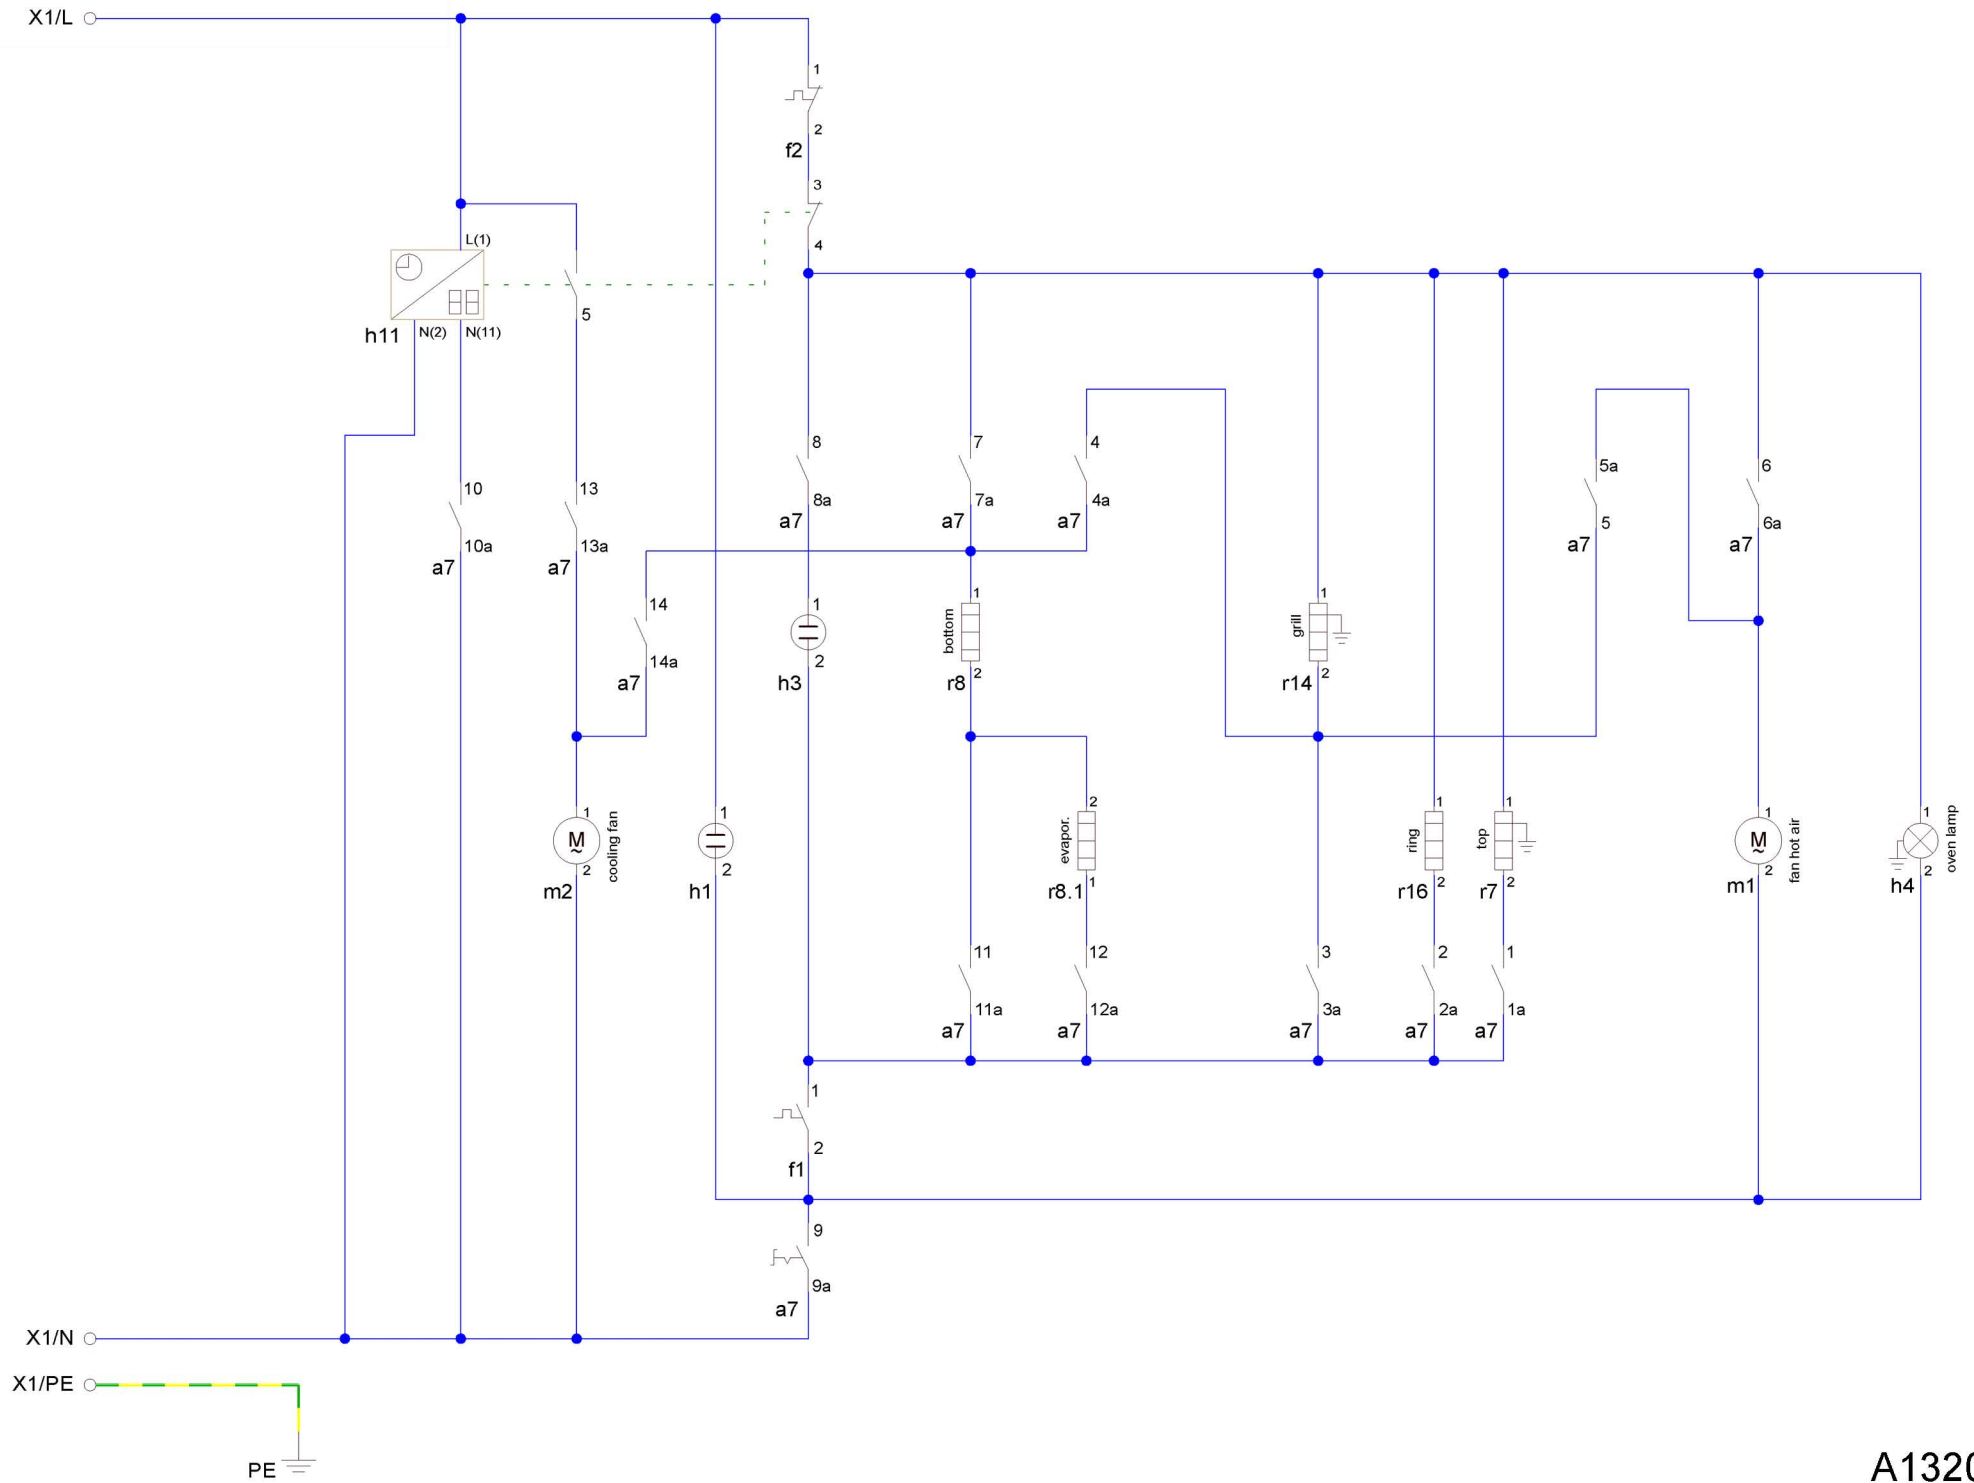 X1/L
1
2
f2
3
4
L(1)
5
h11
N(2)
N(11)
8
7
4
5a
6
10
13
8a
7a
4a
a7
a7
a7
5
6a
10a
13a
a7
a7
a7
a7
14
1
1
1
bottom
grill
14a
2
2
2
a7
h3
r8
r14
1
1
2
1
1
1
1
M
~
cooling fan
evapor.
ring
top
M
~
fan hot air
oven lamp
2
2
1
2
2
2
2
m2
h1
r8.1
r16
r7
m1
h4
11
12
3
2
1
11a
12a
3a
2a
1a
a7
a7
a7
a7
a7
1
2
f1
9
9a
a7
X1/N
X1/PE
PE
A1320